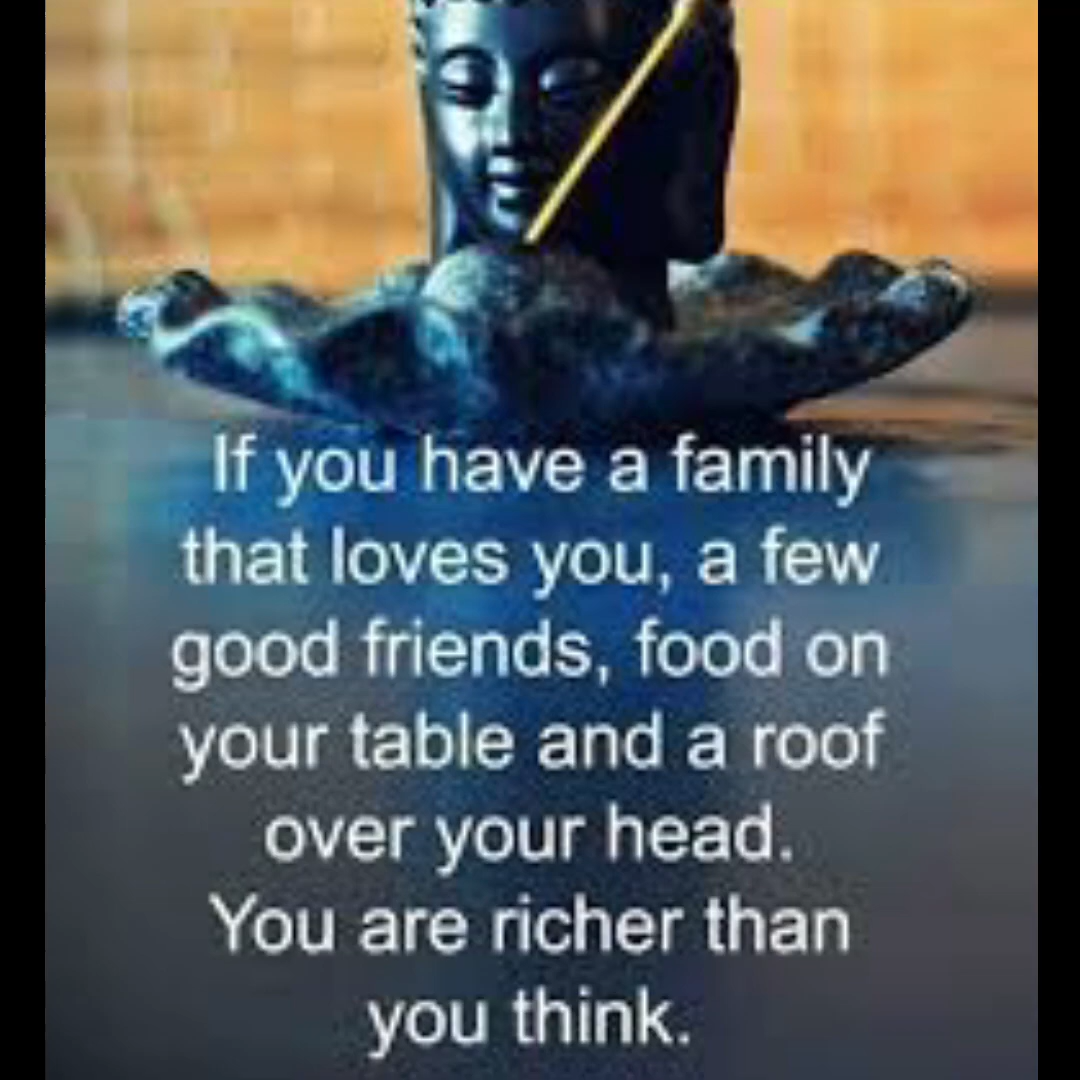 If you have a family
that loves you, a few
good friends, food on
your table and a roof
over your head.
You are richer than
you think.